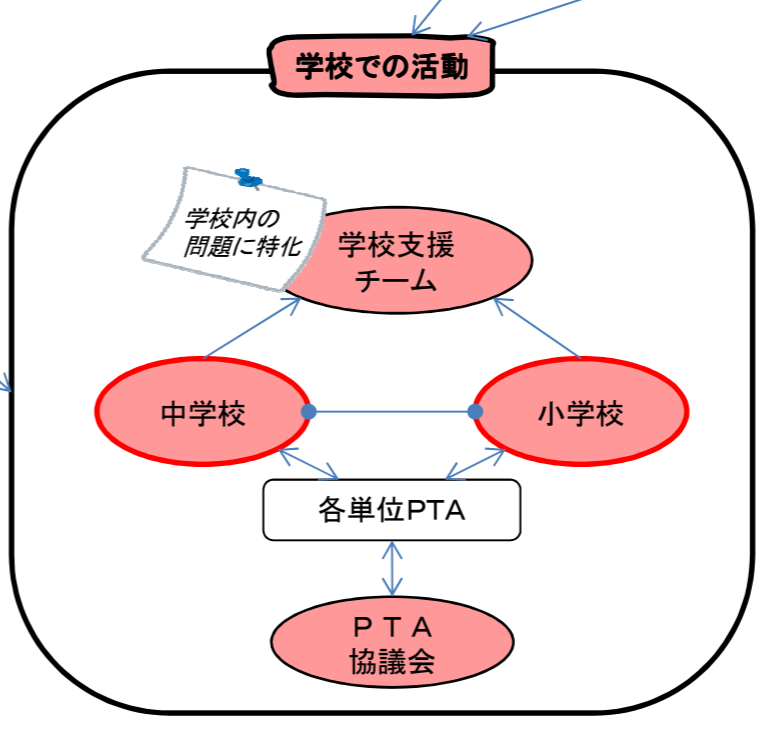 学校での活動
学校内の
問題に特化
学校支援
チーム
中学校
小学校
各単位PTA
ＰＴＡ
協議会